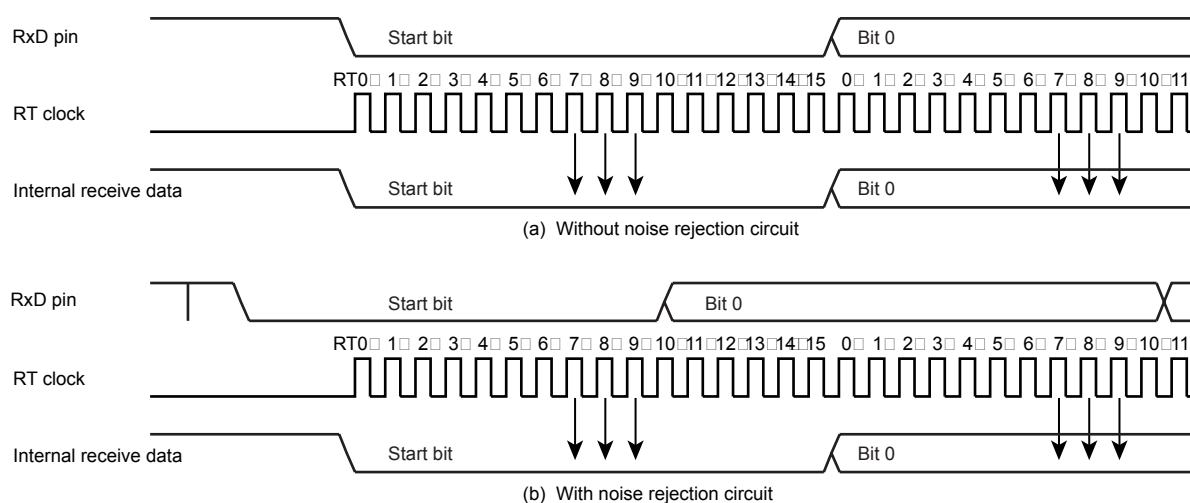 RxD pin Start bit Bit 0
RT0□ 1□ 2□ 3□ 4□ 5□ 6□ 7□ 8□ 9□ 10□11□12□13□14□15 0□ 1□ 2□ 3□ 4□ 5□ 6□ 7□ 8□ 9□ 10□11
RT clock
Internal receive data Start bit Bit 0
(a) Without noise rejection circuit
RxD pin Start bit Bit 0
RT0□ 1□ 2□ 3□ 4□ 5□ 6□ 7□ 8□ 9□ 10□11□12□13□14□15 0□ 1□ 2□ 3□ 4□ 5□ 6□ 7□ 8□ 9□ 10□11
RT clock
Internal receive data Start bit Bit 0
(b) With noise rejection circuit